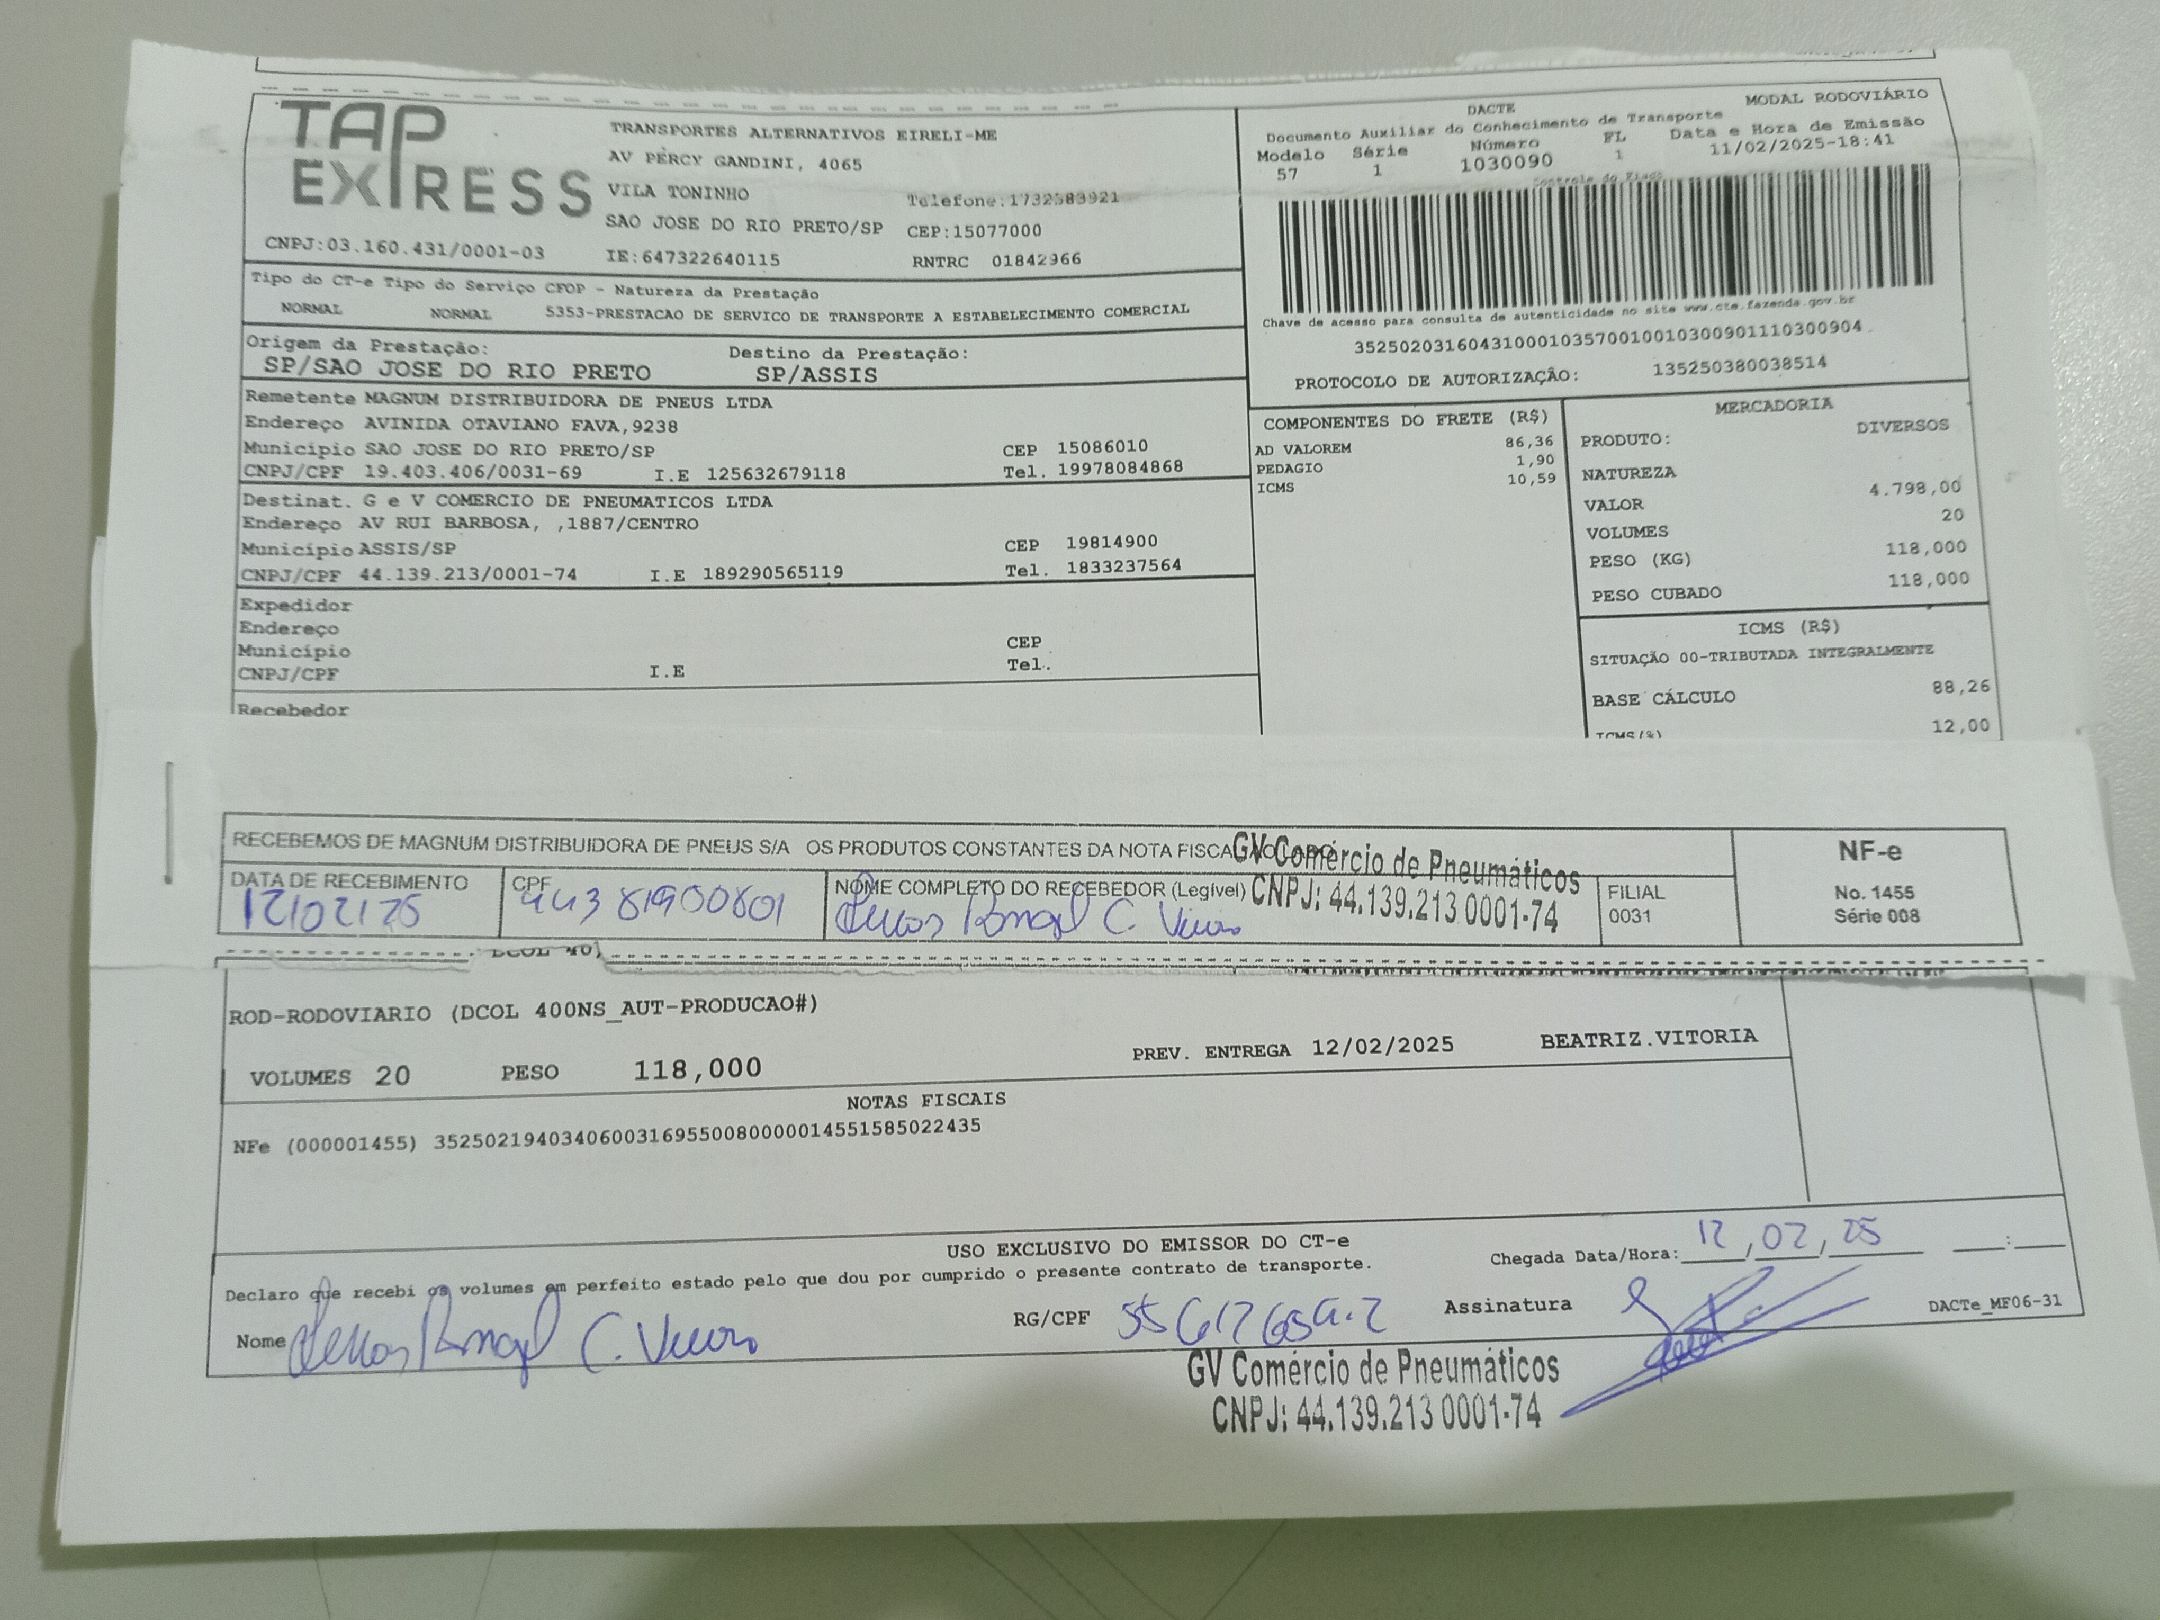 TAP EXPRESS
TRANSPORTES ALTERNATIVOS EIRELI-ME
AV PERCY GANDINI, 4065
VILA TONINHO
Telefone:1732583921
SAO JOSE DO RIO PRETO/SP CEP:15077000
CNPJ:03.160.431/0001-03 IE:647322640115 RNTRC 01842966
DACTE MODAL RODOVIÁRIO
Documento Auxiliar do Conhecimento de Transporte
Modelo Série Número FL Data e Hora de Emissão
57 1 1030090 1 11/02/2025-18:41
Controle do Fisco
Chave de acesso para consulta de autenticidade no site www.cte.fazenda.gov.br
35250203160431000103570010010300901110300904
PROTOCOLO DE AUTORIZAÇÃO: 135250380038514
Tipo do CT-e Tipo do Serviço CFOP - Natureza da Prestação
NORMAL NORMAL 5353-PRESTACAO DE SERVICO DE TRANSPORTE A ESTABELECIMENTO COMERCIAL
Origem da Prestação: Destino da Prestação:
SP/SAO JOSE DO RIO PRETO SP/ASSIS
Remetente MAGNUM DISTRIBUIDORA DE PNEUS LTDA
Endereço AVINIDA OTAVIANO FAVA,9238
Município SAO JOSE DO RIO PRETO/SP CEP 15086010
CNPJ/CPF 19.403.406/0031-69 I.E 125632679118 Tel. 19978084868
Destinat. G e V COMERCIO DE PNEUMATICOS LTDA
Endereço AV RUI BARBOSA, ,1887/CENTRO
Município ASSIS/SP CEP 19814900
CNPJ/CPF 44.139.213/0001-74 I.E 189290565119 Tel. 1833237564
Expedidor
Endereço
Município CEP
CNPJ/CPF I.E Tel.
Recebedor
COMPONENTES DO FRETE (R$)
AD VALOREM 86,36
PEDAGIO 1,90
ICMS 10,59
MERCADORIA
PRODUTO: DIVERSOS
NATUREZA
VALOR 4.798,00
VOLUMES 20
PESO (KG) 118,000
PESO CUBADO 118,000
ICMS (R$)
SITUAÇÃO 00-TRIBUTADA INTEGRALMENTE
BASE CÁLCULO 88,26
ICMS(%) 12,00
RECEBEMOS DE MAGNUM DISTRIBUIDORA DE PNEUS S/A OS PRODUTOS CONSTANTES DA NOTA FISCA
GV Comércio de Pneumáticos
CNPJ: 44.139.213 0001-74
DATA DE RECEBIMENTO
12/02/25
CPF
44381900801
NOME COMPLETO DO RECEBEDOR (Legível)
C. Vieira
FILIAL
0031
NF-e
No. 1455
Série 008
ROD-RODOVIARIO (DCOL 400NS_AUT-PRODUCAO#)
VOLUMES 20 PESO 118,000 PREV. ENTREGA 12/02/2025 BEATRIZ.VITORIA
NOTAS FISCAIS
NFe (000001455) 35250219403406003169550080000014551585022435
USO EXCLUSIVO DO EMISSOR DO CT-e
Declaro que recebi os volumes em perfeito estado pelo que dou por cumprido o presente contrato de transporte.
Chegada Data/Hora: 12/02/25 __:__
Nome C. Vieira RG/CPF Assinatura
DACTe_MF06-31
GV Comércio de Pneumáticos
CNPJ: 44.139.213 0001-74